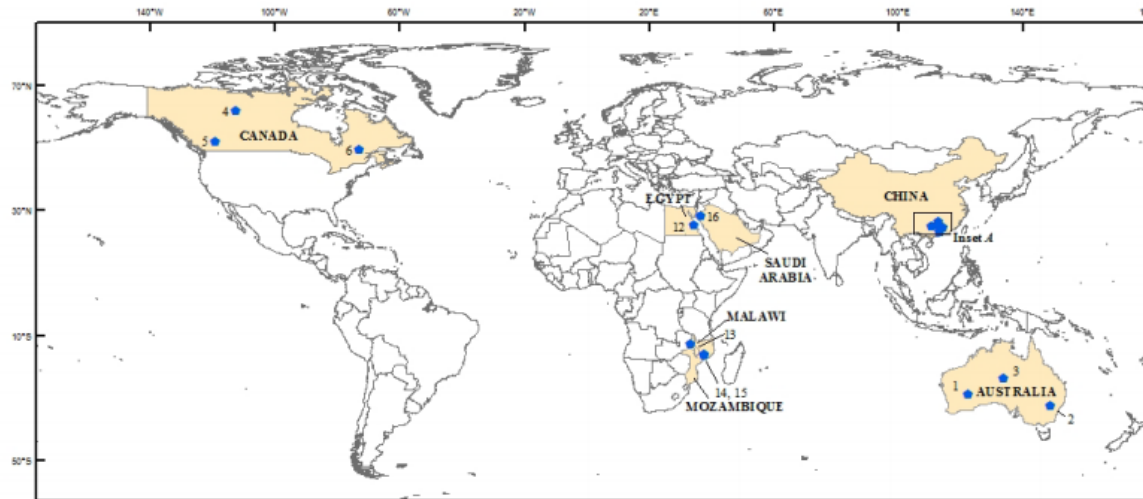 140°W 100°W 60°W 20°W 20°E 60°E 100°E 140°E
70°N
4
CANADA
5
6
CHINA
EGYPT
30°N
16
12
Inset A
SAUDI
ARABIA
MALAWI
10°S
13
3
14, 15
1
AUSTRALIA
MOZAMBIQUE
2
50°S